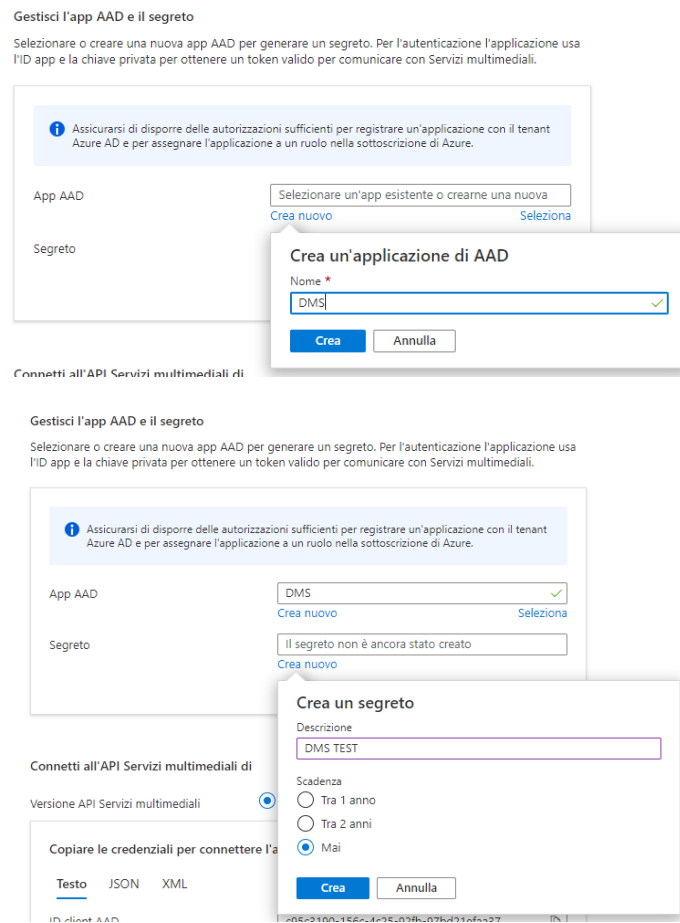 Gestisci l'app AAD e il segreto
Selezionare o creare una nuova app AAD per generare un segreto. Per l'autenticazione l'applicazione usa
l'ID app e la chiave privata per ottenere un token valido per comunicare con Servizi multimediali.
Assicurarsi di disporre delle autorizzazioni sufficienti per registrare un'applicazione con il tenant
Azure AD e per assegnare l'applicazione a un ruolo nella sottoscrizione di Azure.
App AAD
Selezionare un'app esistente o crearne una nuova
Crea nuovo
Seleziona
Segreto
Crea un'applicazione di AAD
Nome *
DMS
Crea
Annulla
Connetti all'API Servizi multimediali di
Gestisci l'app AAD e il segreto
Selezionare o creare una nuova app AAD per generare un segreto. Per l'autenticazione l'applicazione usa
l'ID app e la chiave privata per ottenere un token valido per comunicare con Servizi multimediali.
Assicurarsi di disporre delle autorizzazioni sufficienti per registrare un'applicazione con il tenant
Azure AD e per assegnare l'applicazione a un ruolo nella sottoscrizione di Azure.
App AAD
DMS
Crea nuovo
Seleziona
Segreto
Il segreto non è ancora stato creato
Crea nuovo
Crea un segreto
Descrizione
DMS TEST
Scadenza
Tra 1 anno
Tra 2 anni
Mai
Crea
Annulla
Connetti all'API Servizi multimediali di
Versione API Servizi multimediali
Copiare le credenziali per connettere l'a
Testo
JSON
XML
ID client AAD